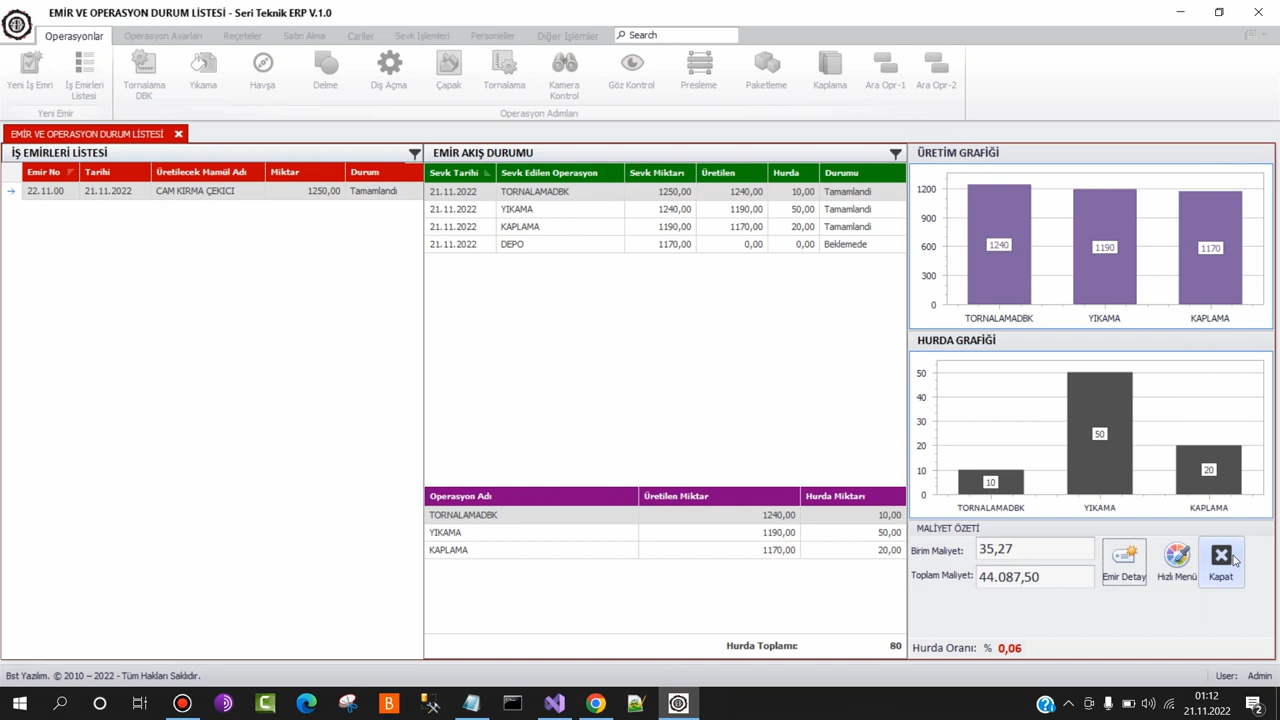 EMİR VE OPERASYON DURUM LİSTESİ - Seri Teknik ERP V.1.0
Operasyonlar Operasyon Ayarları Reçeteler Satın Alma Cariler Sevk İşlemleri Personeller Diğer İşlemler Search
Yeni İş Emri İş Emirleri Listesi Tornalama DBK Yıkama Havşa Delme Diş Açma Çapak Tornalama Kamera Kontrol Göz Kontrol Presleme Paketleme Kaplama Ara Opr-1 Ara Opr-2
Yeni Emir Operasyon Adımları
EMİR VE OPERASYON DURUM LİSTESİ
İŞ EMİRLERİ LİSTESİ
Emir No Tarihi Üretilecek Mamül Adı Miktar Durum
22.11.00 21.11.2022 CAM KIRMA ÇEKICI 1250,00 Tamamlandı
EMİR AKIŞ DURUMU
Sevk Tarihi Sevk Edilen Operasyon Sevk Miktarı Üretilen Hurda Durumu
21.11.2022 TORNALAMADBK 1250,00 1240,00 10,00 Tamamlandi
21.11.2022 YIKAMA 1240,00 1190,00 50,00 Tamamlandi
21.11.2022 KAPLAMA 1190,00 1170,00 20,00 Tamamlandi
21.11.2022 DEPO 1170,00 0,00 0,00 Beklemede
Operasyon Adı Üretilen Miktar Hurda Miktarı
TORNALAMADBK 1240,00 10,00
YIKAMA 1190,00 50,00
KAPLAMA 1170,00 20,00
Hurda Toplamı: 80
ÜRETİM GRAFİĞİ
1200
900
600
300
0
1240 1190 1170
TORNALAMADBK YIKAMA KAPLAMA
HURDA GRAFİĞİ
50
40
30
20
10
0
10 50 20
TORNALAMADBK YIKAMA KAPLAMA
MALİYET ÖZETİ
Birim Maliyet: 35,27
Toplam Maliyet: 44.087,50
Emir Detay Hızlı Menü Kapat
Hurda Oranı: % 0,06
Bst Yazılım. © 2010 – 2022 - Tüm Hakları Saklıdır. User: Admin
01:12
21.11.2022